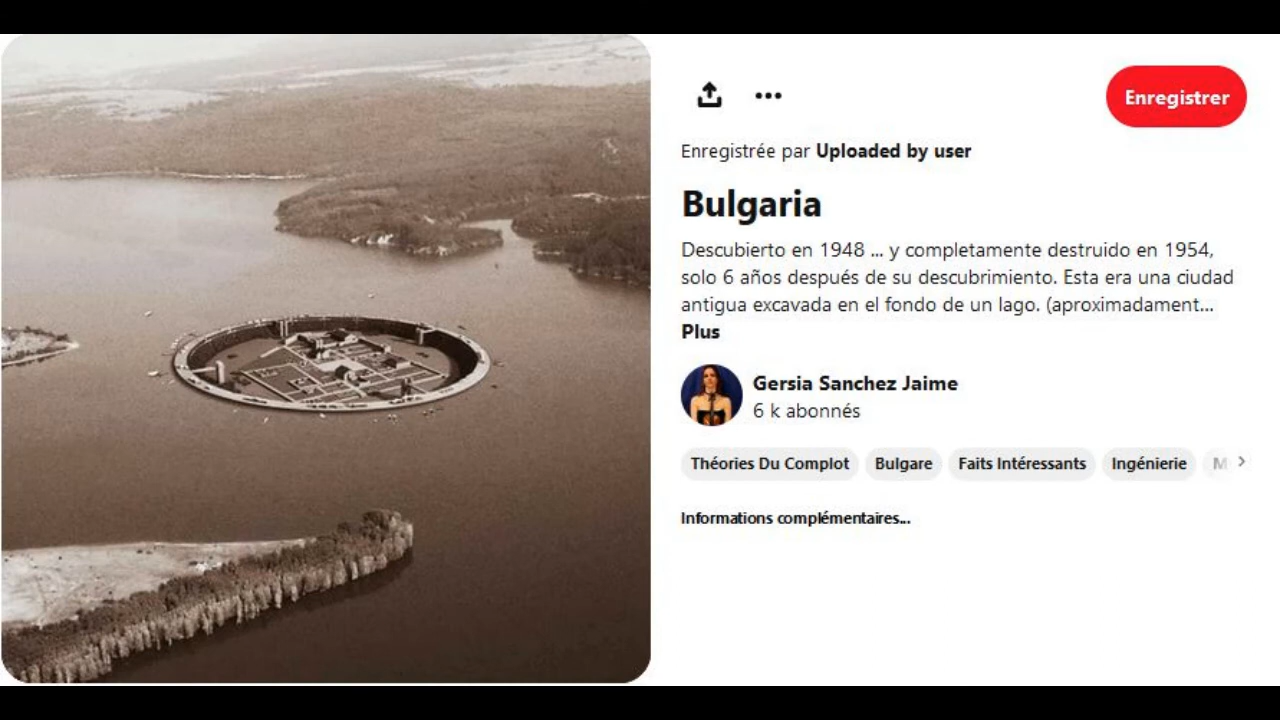 Enregistrer
Enregistrée par Uploaded by user
Bulgaria
Descubierto en 1948 ... y completamente destruido en 1954,
solo 6 años después de su descubrimiento. Esta era una ciudad
antigua excavada en el fondo de un lago. (aproximadament...
Plus
Gersia Sanchez Jaime
6 k abonnés
Théories Du Complot Bulgare Faits Intéressants Ingénierie M
Informations complémentaires...